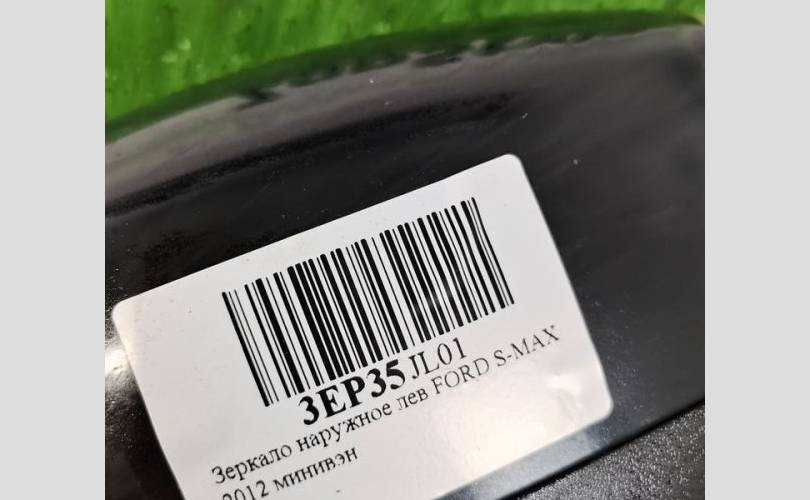 3EP35JL01
Зеркало наружное лев FORD S-MAX
2012 минивэн